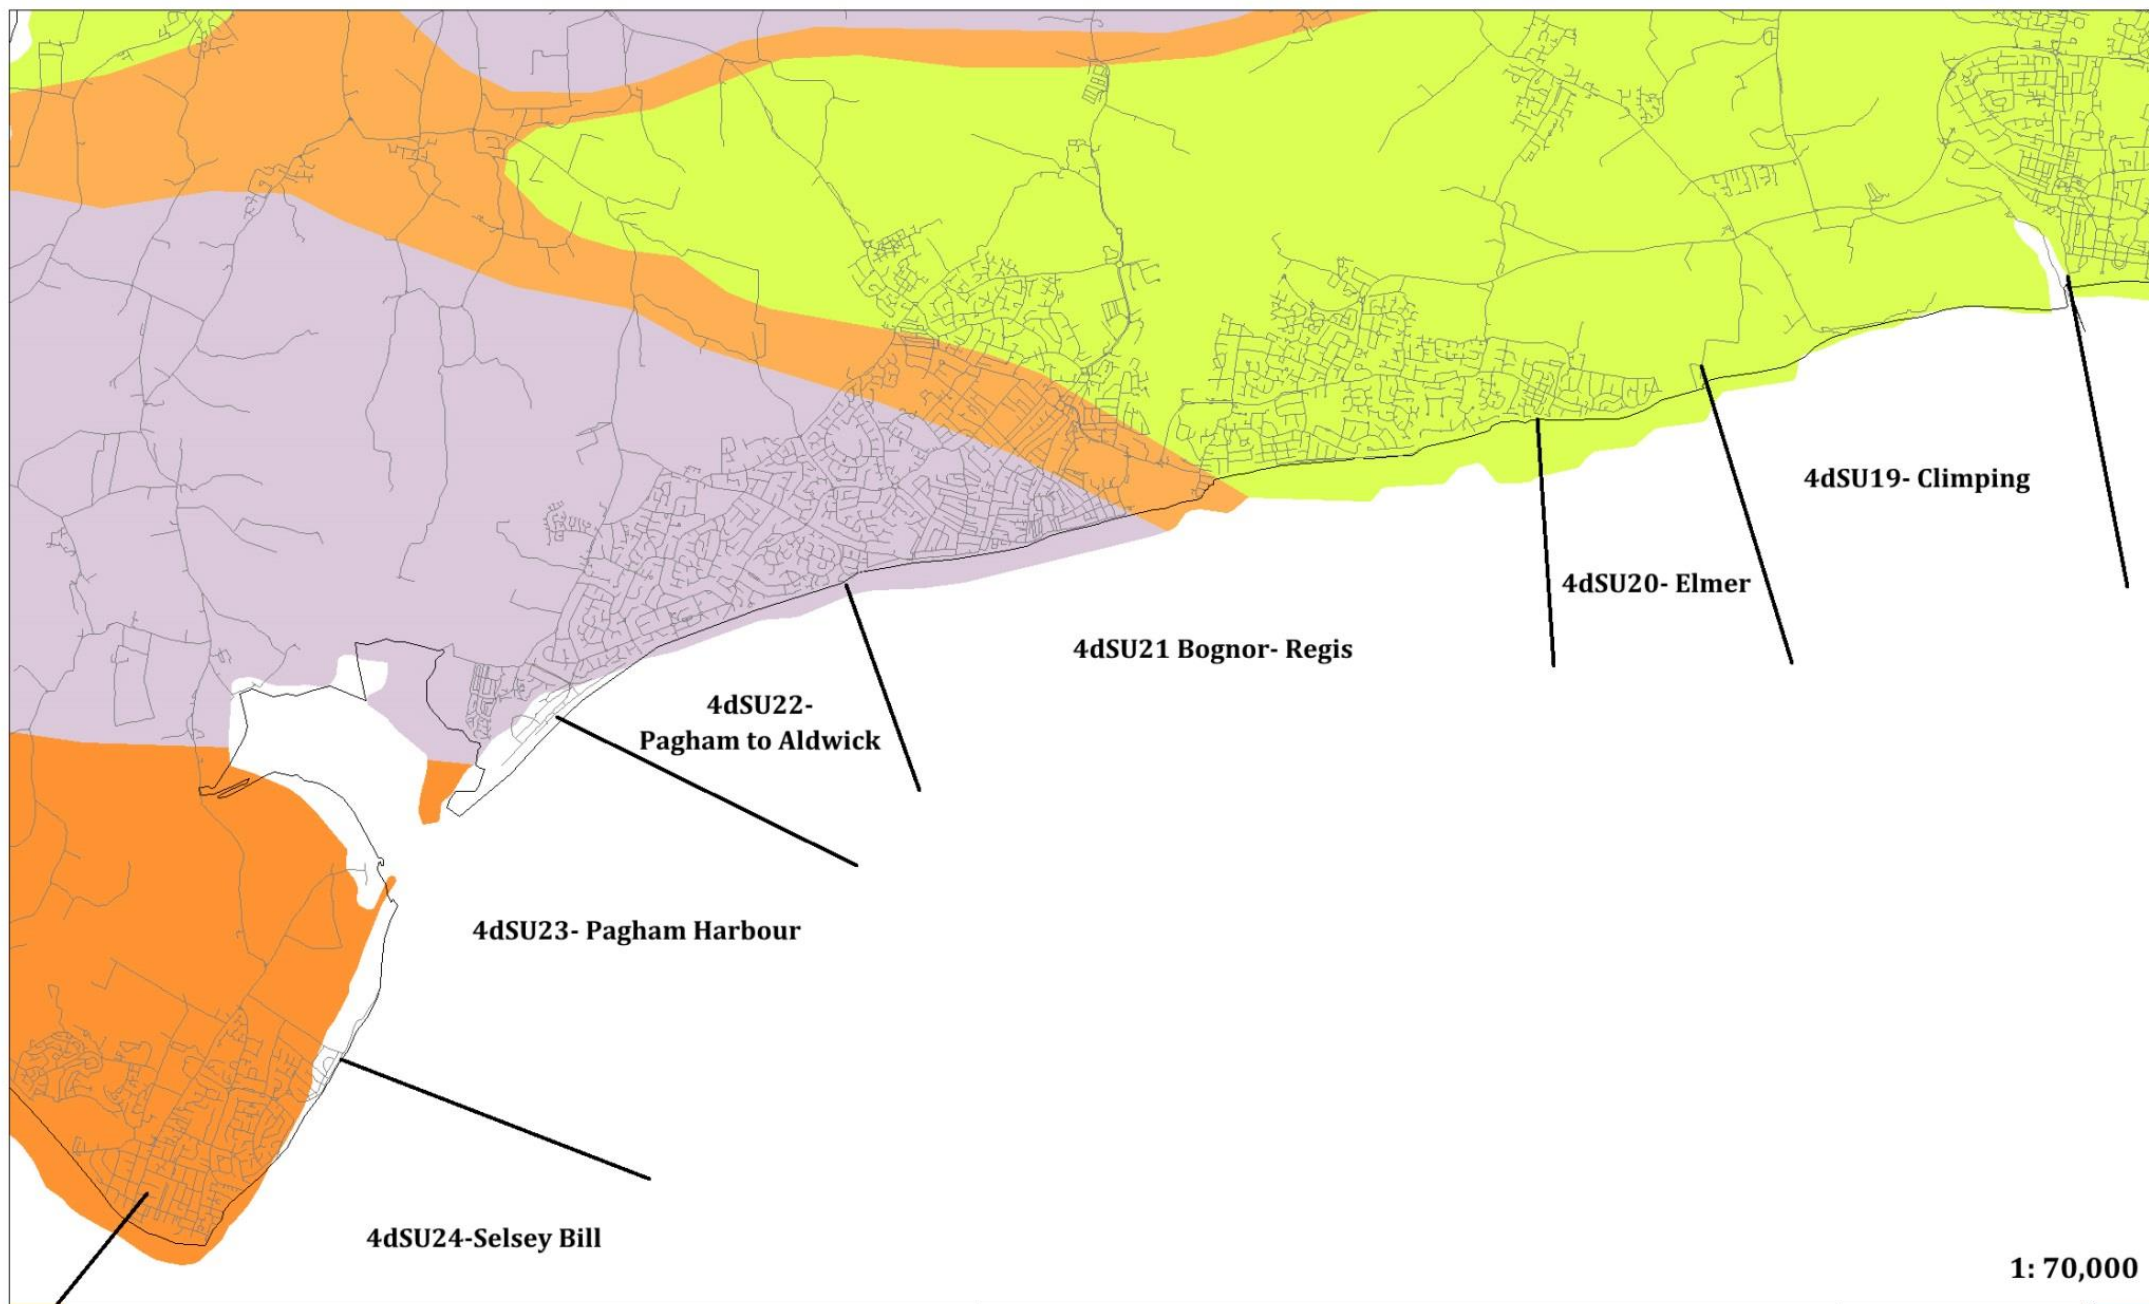 4dSU19- Climping
4dSU20- Elmer
4dSU21 Bognor- Regis
4dSU22-
Pagham to Aldwick
4dSU23- Pagham Harbour
4dSU24-Selsey Bill
1: 70,000